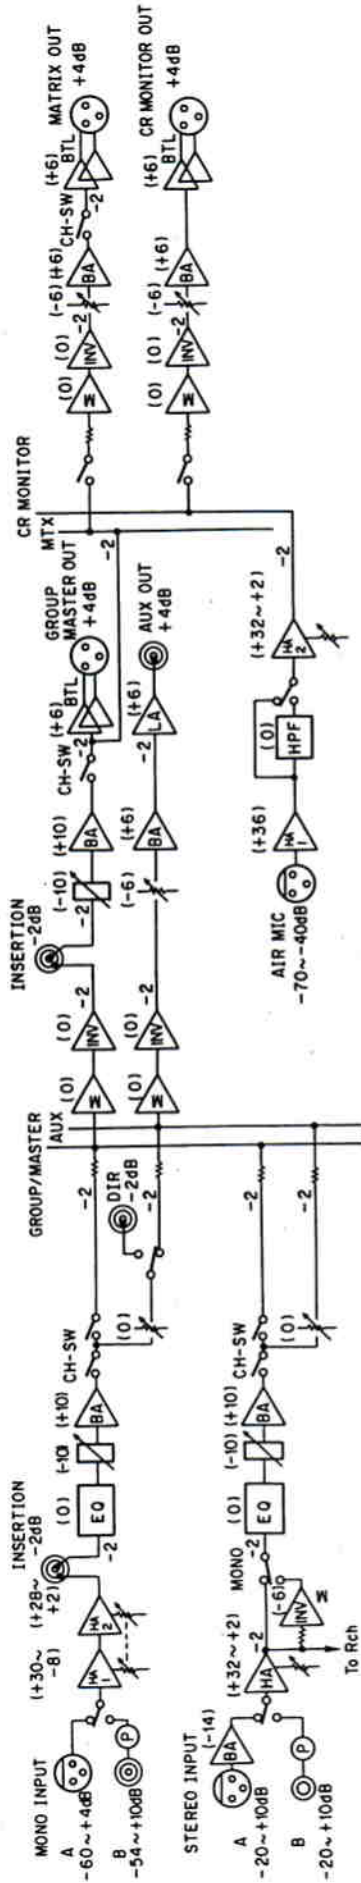 MONO INPUT
A
-60~+4dB
B
-54~+10dB
P
(+30~
-8)
HA
1
(+28~
+2)
HA
2
INSERTION
-2dB
-2
(0)
EQ
(-10)
(+10)
BA
CH-SW
(0)
DIR
-2dB
-2
-2
GROUP/MASTER
AUX
STEREO INPUT
A
-20~+10dB
B
-20~+10dB
P
(-14)
BA
(+32~+2)
HA
-2
To Rch
MONO
(-6)
INV
M
-2
(0)
EQ
(-10)
(+10)
BA
CH-SW
(0)
-2
-2
(0)
M
(0)
INV
-2
INSERTION
-2dB
-2
(-10)
(+10)
BA
CH-SW
-2
(+6)
BTL
GROUP
MASTER OUT
+4dB
(0)
M
(0)
INV
-2
(-6)
(+6)
BA
-2
(+6)
LA
AUX OUT
+4dB
AIR MIC
-70~-40dB
(+36)
HA
1
(0)
HPF
(+32~+2)
HA
2
-2
-2
MTX
CR MONITOR
(0)
M
(0)
INV
-2
(-6)
(+6)
BA
CH-SW
-2
(+6)
BTL
MATRIX OUT
+4dB
(0)
M
(0)
INV
-2
(-6)
(+6)
BA
(+6)
BTL
CR MONITOR OUT
+4dB